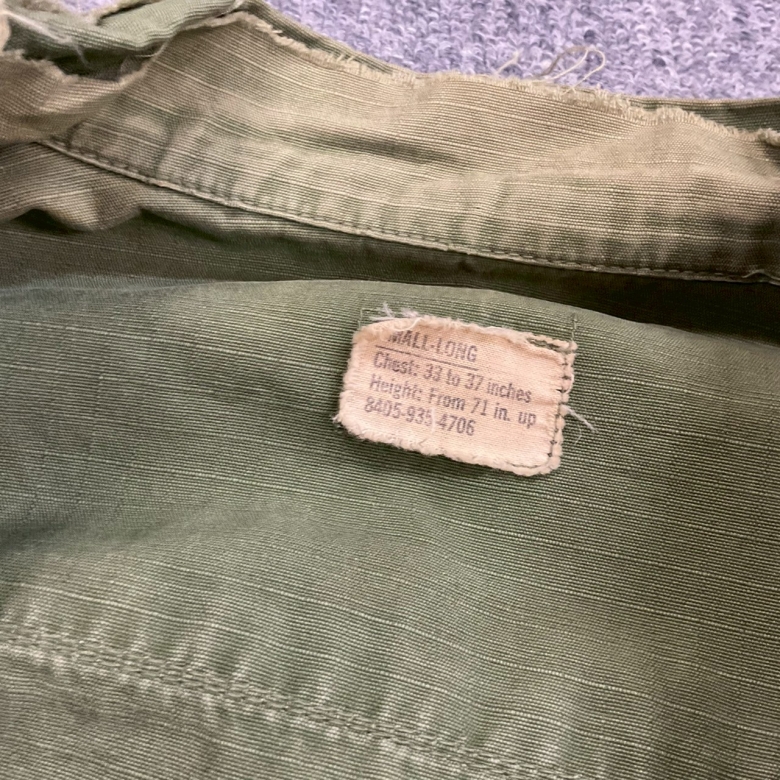 MALL-LONG
Chest: 33 to 37 inches
Height: From 71 in. up
8405-935-4706